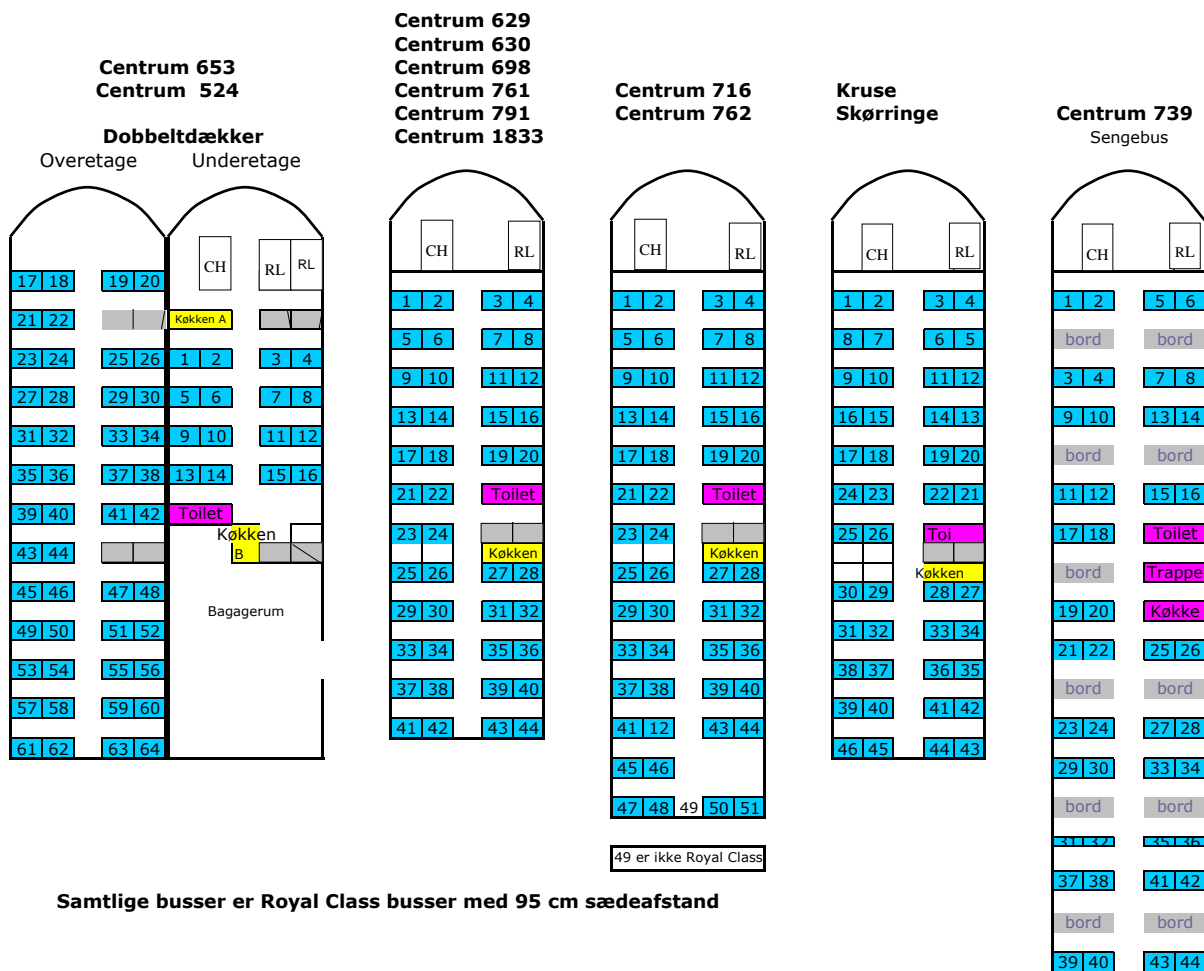 Centrum 653
Centrum 524
Dobbeltdækker
Overetage Underetage
CH RL RL
17 18 19 20
21 22 Køkken A
23 24 25 26 1 2 3 4
27 28 29 30 5 6 7 8
31 32 33 34 9 10 11 12
35 36 37 38 13 14 15 16
39 40 41 42 Toilet
Køkken
43 44 B
45 46 47 48
Bagagerum
49 50 51 52
53 54 55 56
57 58 59 60
61 62 63 64
Centrum 629
Centrum 630
Centrum 698
Centrum 761
Centrum 791
Centrum 1833
CH RL
1 2 3 4
5 6 7 8
9 10 11 12
13 14 15 16
17 18 19 20
21 22 Toilet
23 24
Køkken
25 26 27 28
29 30 31 32
33 34 35 36
37 38 39 40
41 42 43 44
Centrum 716
Centrum 762
CH RL
1 2 3 4
5 6 7 8
9 10 11 12
13 14 15 16
17 18 19 20
21 22 Toilet
23 24
Køkken
25 26 27 28
29 30 31 32
33 34 35 36
37 38 39 40
41 12 43 44
45 46
47 48 49 50 51
49 er ikke Royal Class
Kruse
Skørringe
CH RL
1 2 3 4
8 7 6 5
9 10 11 12
16 15 14 13
17 18 19 20
24 23 22 21
25 26 Toi
Køkken
30 29 28 27
31 32 33 34
38 37 36 35
39 40 41 42
46 45 44 43
Centrum 739
Sengebus
CH RL
1 2 5 6
bord bord
3 4 7 8
9 10 13 14
bord bord
11 12 15 16
17 18 Toilet
bord Trappe
19 20 Køkke
21 22 25 26
bord bord
23 24 27 28
29 30 33 34
bord bord
31 32 35 36
37 38 41 42
bord bord
39 40 43 44
Samtlige busser er Royal Class busser med 95 cm sædeafstand